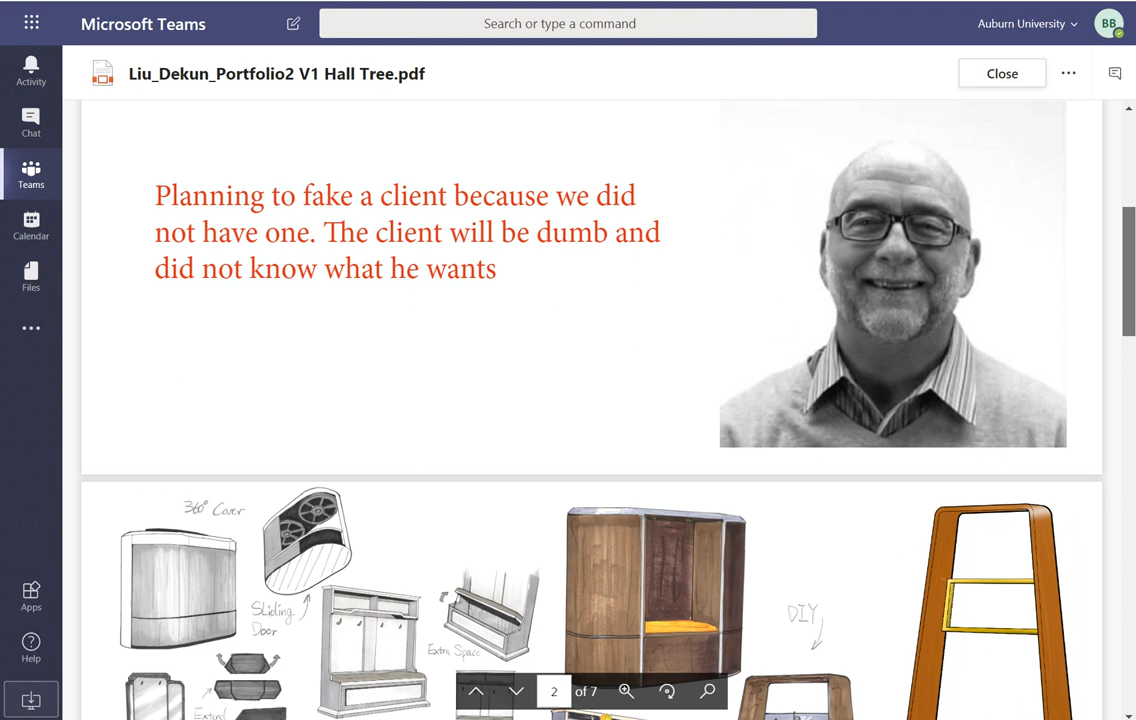 Microsoft Teams
Search or type a command
Auburn University
BB
Activity
Chat
Teams
Calendar
Files
Apps
Help
Liu_Dekun_Portfolio2 V1 Hall Tree.pdf
Close
Planning to fake a client because we did
not have one. The client will be dumb and
did not know what he wants
360° Cover
Sliding
Door
Extra Space
DIY
Extend
2 of 7